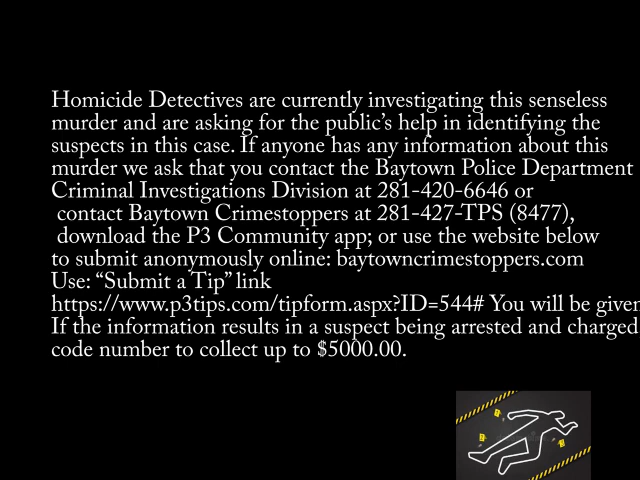 Homicide Detectives are currently investigating this senseless
murder and are asking for the public's help in identifying the
suspects in this case. If anyone has any information about this
murder we ask that you contact the Baytown Police Department
Criminal Investigations Division at 281-420-6646 or
contact Baytown Crimestoppers at 281-427-TPS (8477),
download the P3 Community app; or use the website below
to submit anonymously online: baytowncrimestoppers.com
Use: “Submit a Tip” link
https://www.p3tips.com/tipform.aspx?ID=544# You will be given
If the information results in a suspect being arrested and charged
code number to collect up to $5000.00.